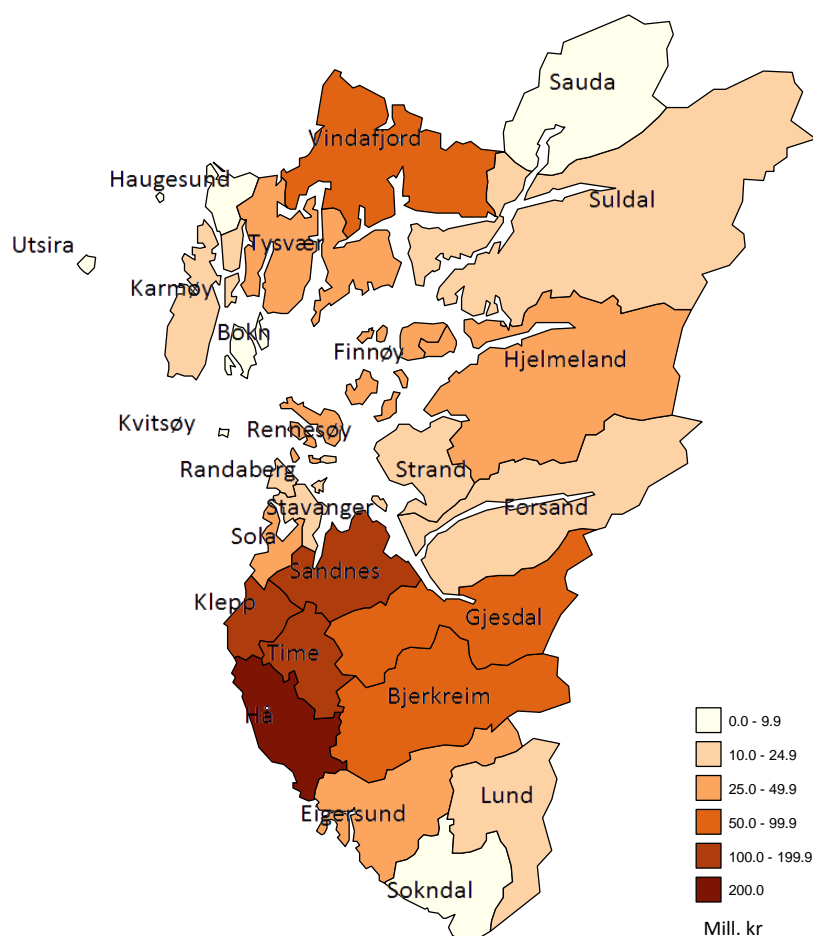 Sauda
Vindafjord
Haugesund
Suldal
Utsira
Tysvær
Karmøy
Bokn
Finnøy
Hjelmeland
Kvitsøy
Rennesøy
Randaberg
Strand
Stavanger
Forsand
Sola
Sandnes
Klepp
Gjesdal
Time
Bjerkreim
Hå
Lund
Eigersund
Sokndal
0.0 - 9.9
10.0 - 24.9
25.0 - 49.9
50.0 - 99.9
100.0 - 199.9
200.0
Mill. kr